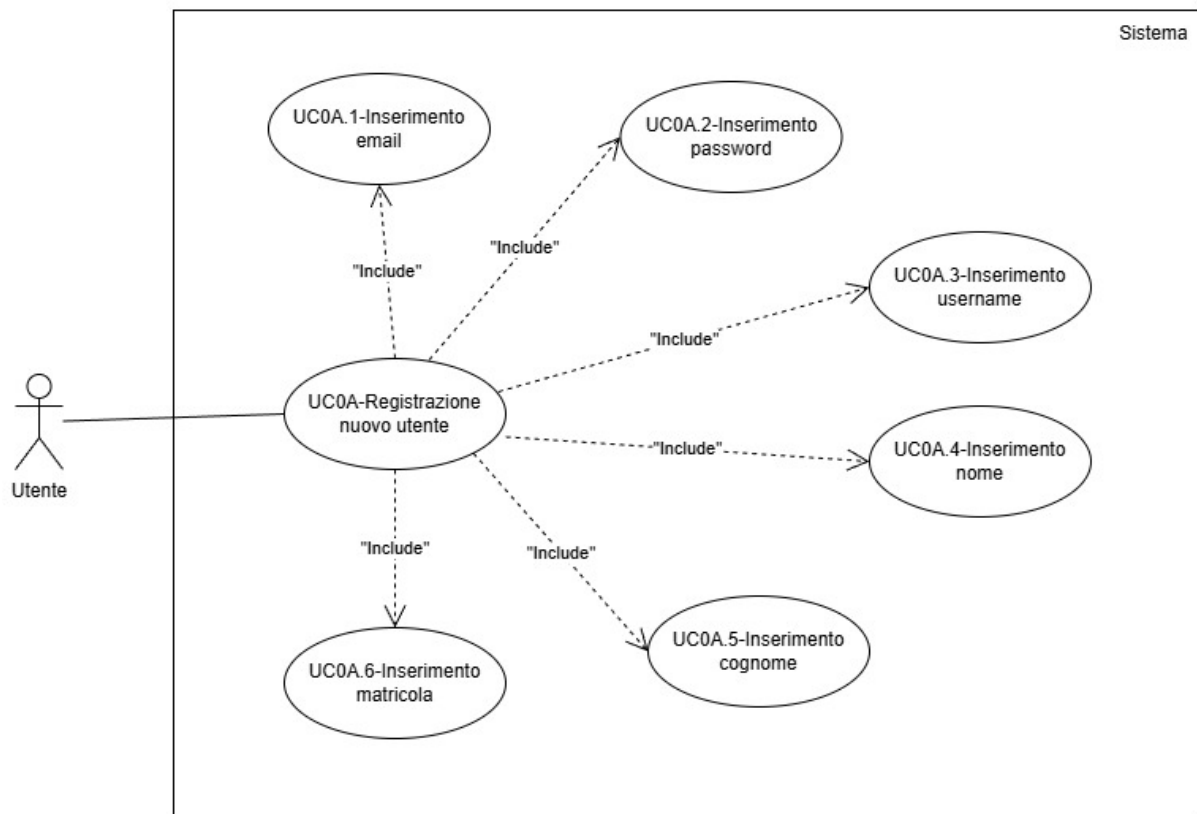 Sistema
UC0A.1-Inserimento
email
UC0A.2-Inserimento
password
"Include"
"Include"
UC0A.3-Inserimento
username
"Include"
UC0A-Registrazione
nuovo utente
"Include"
UC0A.4-Inserimento
nome
Utente
"Include"
"Include"
UC0A.5-Inserimento
cognome
UC0A.6-Inserimento
matricola